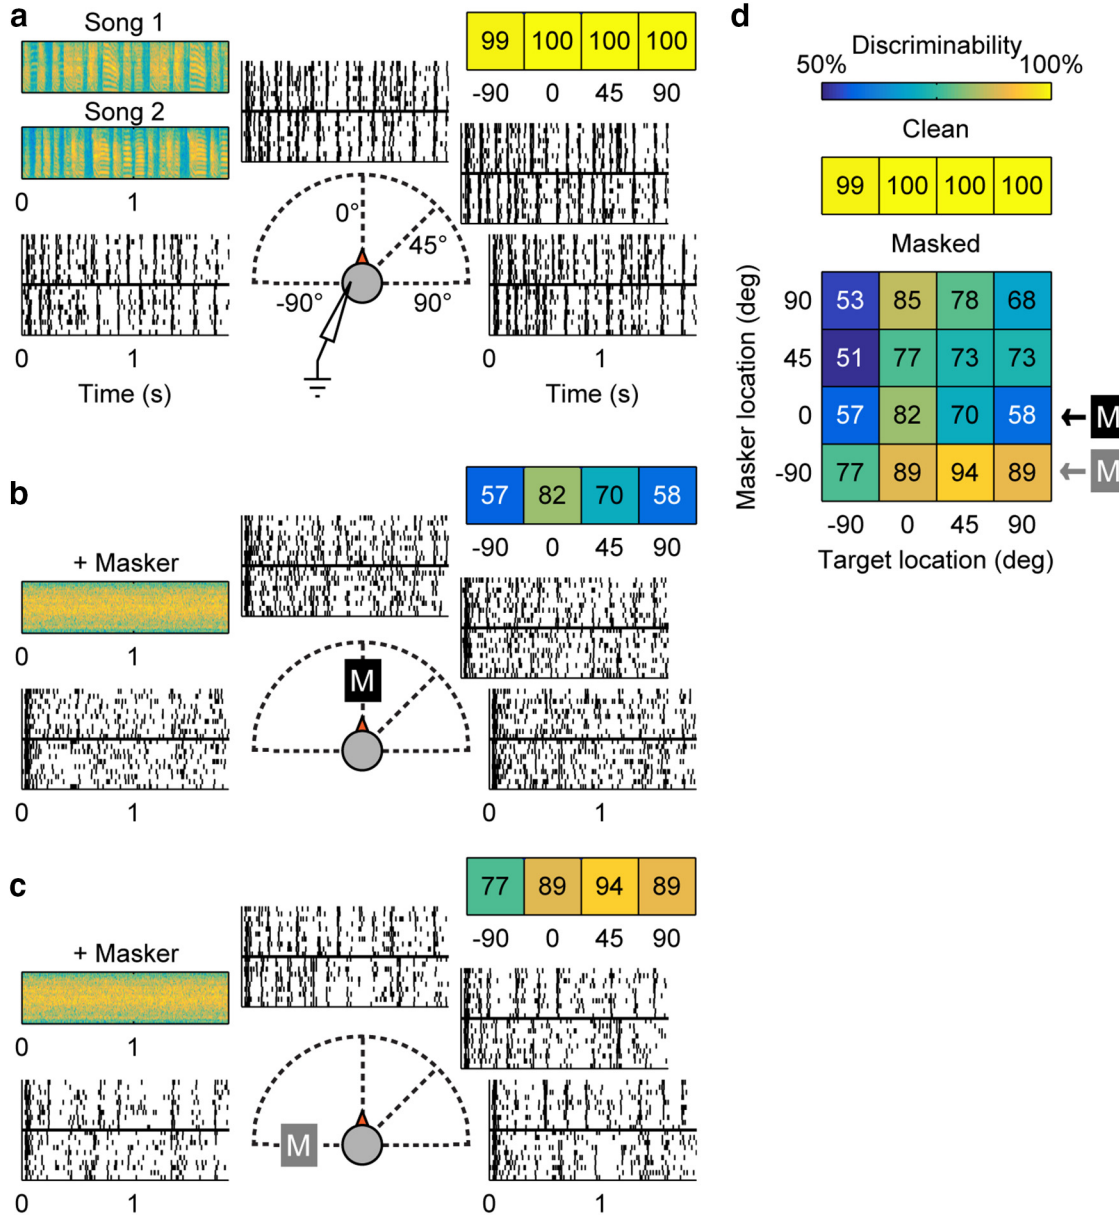 a
Song 1
Song 2
0 1
99 100 100 100
-90 0 45 90
0°
45°
-90° 90°
0 1
Time (s)
0 1
Time (s)
b
+ Masker
0 1
57 82 70 58
-90 0 45 90
M
0 1
0 1
c
+ Masker
0 1
77 89 94 89
-90 0 45 90
M
0 1
0 1
d
Discriminability
50% 100%
Clean
99 100 100 100
Masked
Masker location (deg)
90 53 85 78 68
45 51 77 73 73
0 57 82 70 58 ← M
-90 77 89 94 89 ← M
-90 0 45 90
Target location (deg)